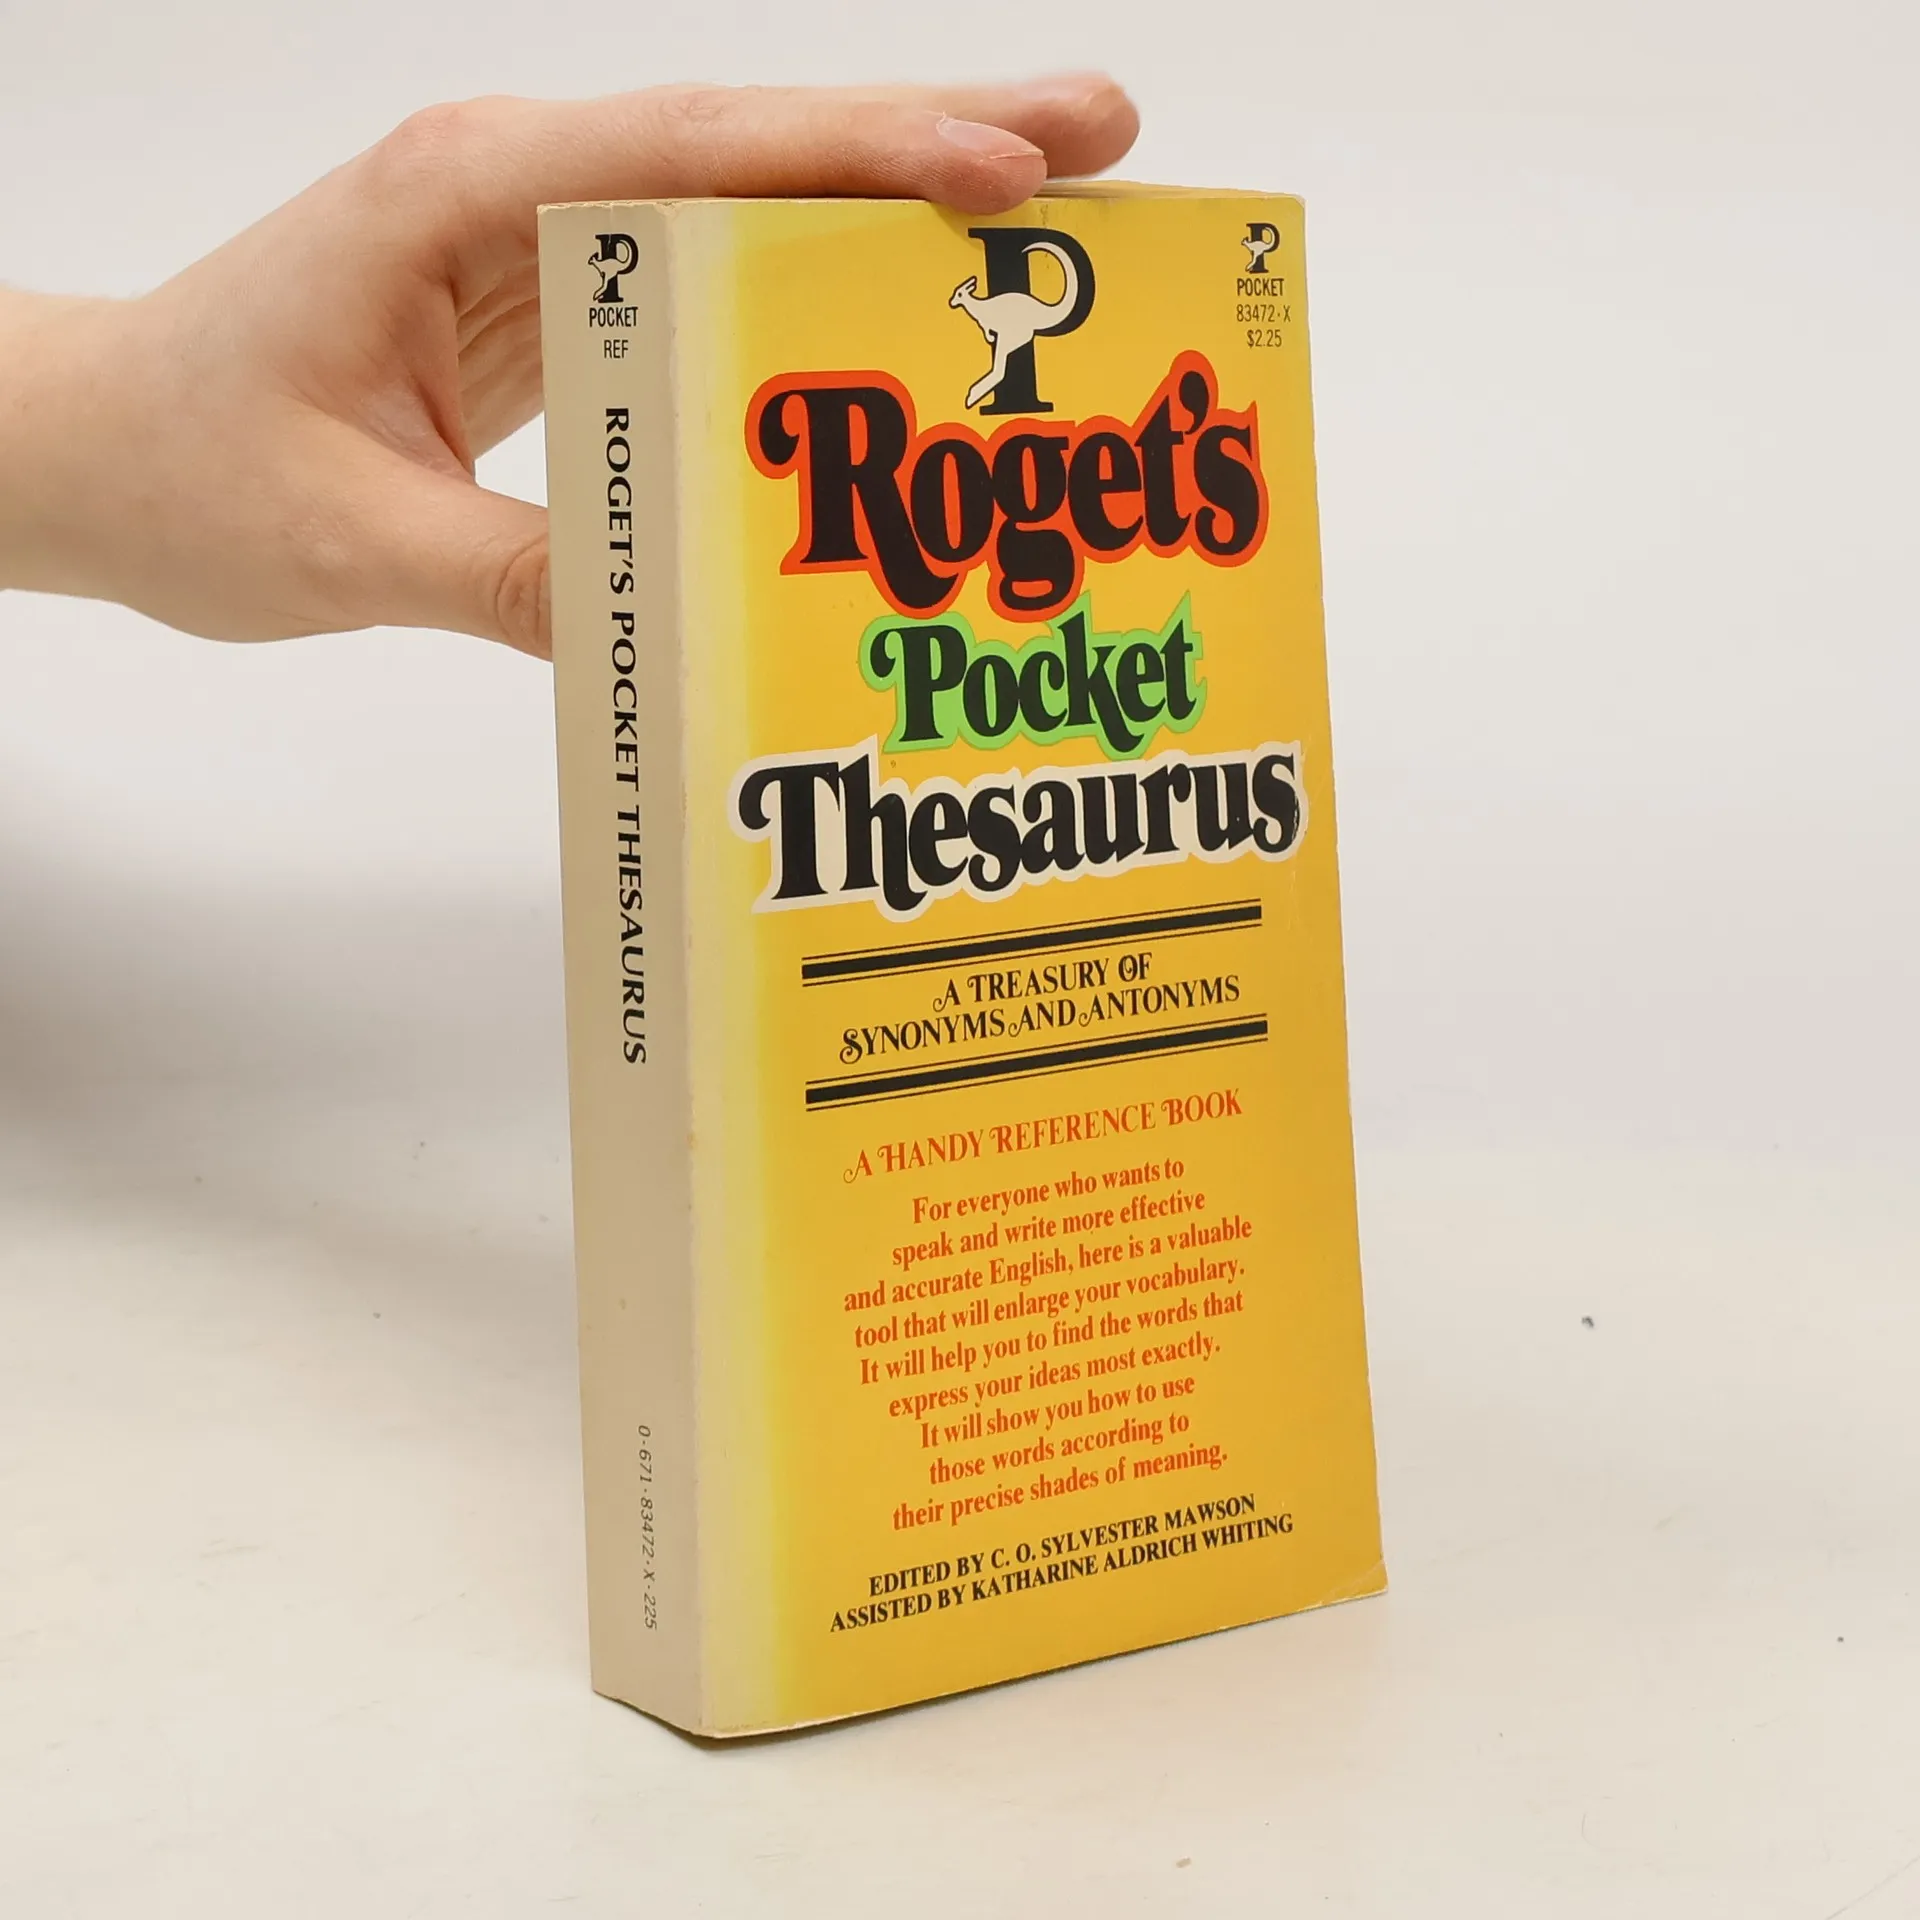 P
POCKET
REF
ROGET'S POCKET THESAURUS
0·671·83472·X·225
P
P
POCKET
83472·X
$2.25
Roget's
Pocket
Thesaurus
A TREASURY OF
SYNONYMS AND ANTONYMS
A HANDY REFERENCE BOOK
For everyone who wants to
speak and write more effective
and accurate English, here is a valuable
tool that will enlarge your vocabulary.
It will help you to find the words that
express your ideas most exactly.
It will show you how to use
those words according to
their precise shades of meaning.
EDITED BY C. O. SYLVESTER MAWSON
ASSISTED BY KATHARINE ALDRICH WHITING